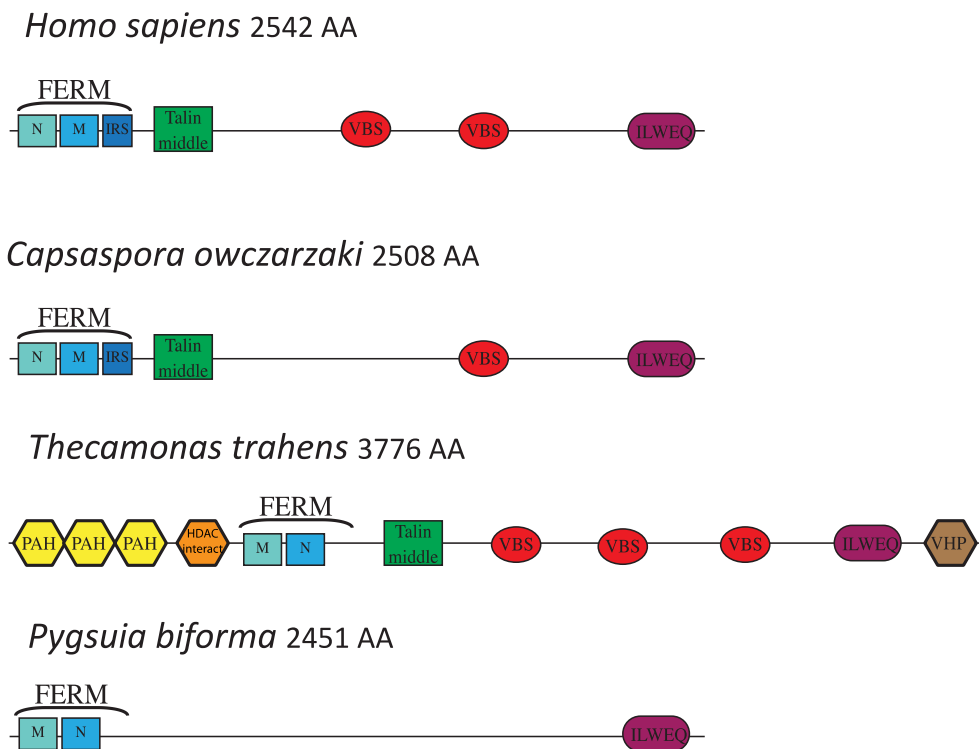 Homo sapiens 2542 AA
FERM
N M IRS Talin middle VBS VBS ILWEQ
Capsaspora owczarzaki 2508 AA
FERM
N M IRS Talin middle VBS ILWEQ
Thecamonas trahens 3776 AA
FERM
PAH PAH PAH HDAC interact M N Talin middle VBS VBS VBS ILWEQ VHP
Pygsuia biforma 2451 AA
FERM
M N ILWEQ